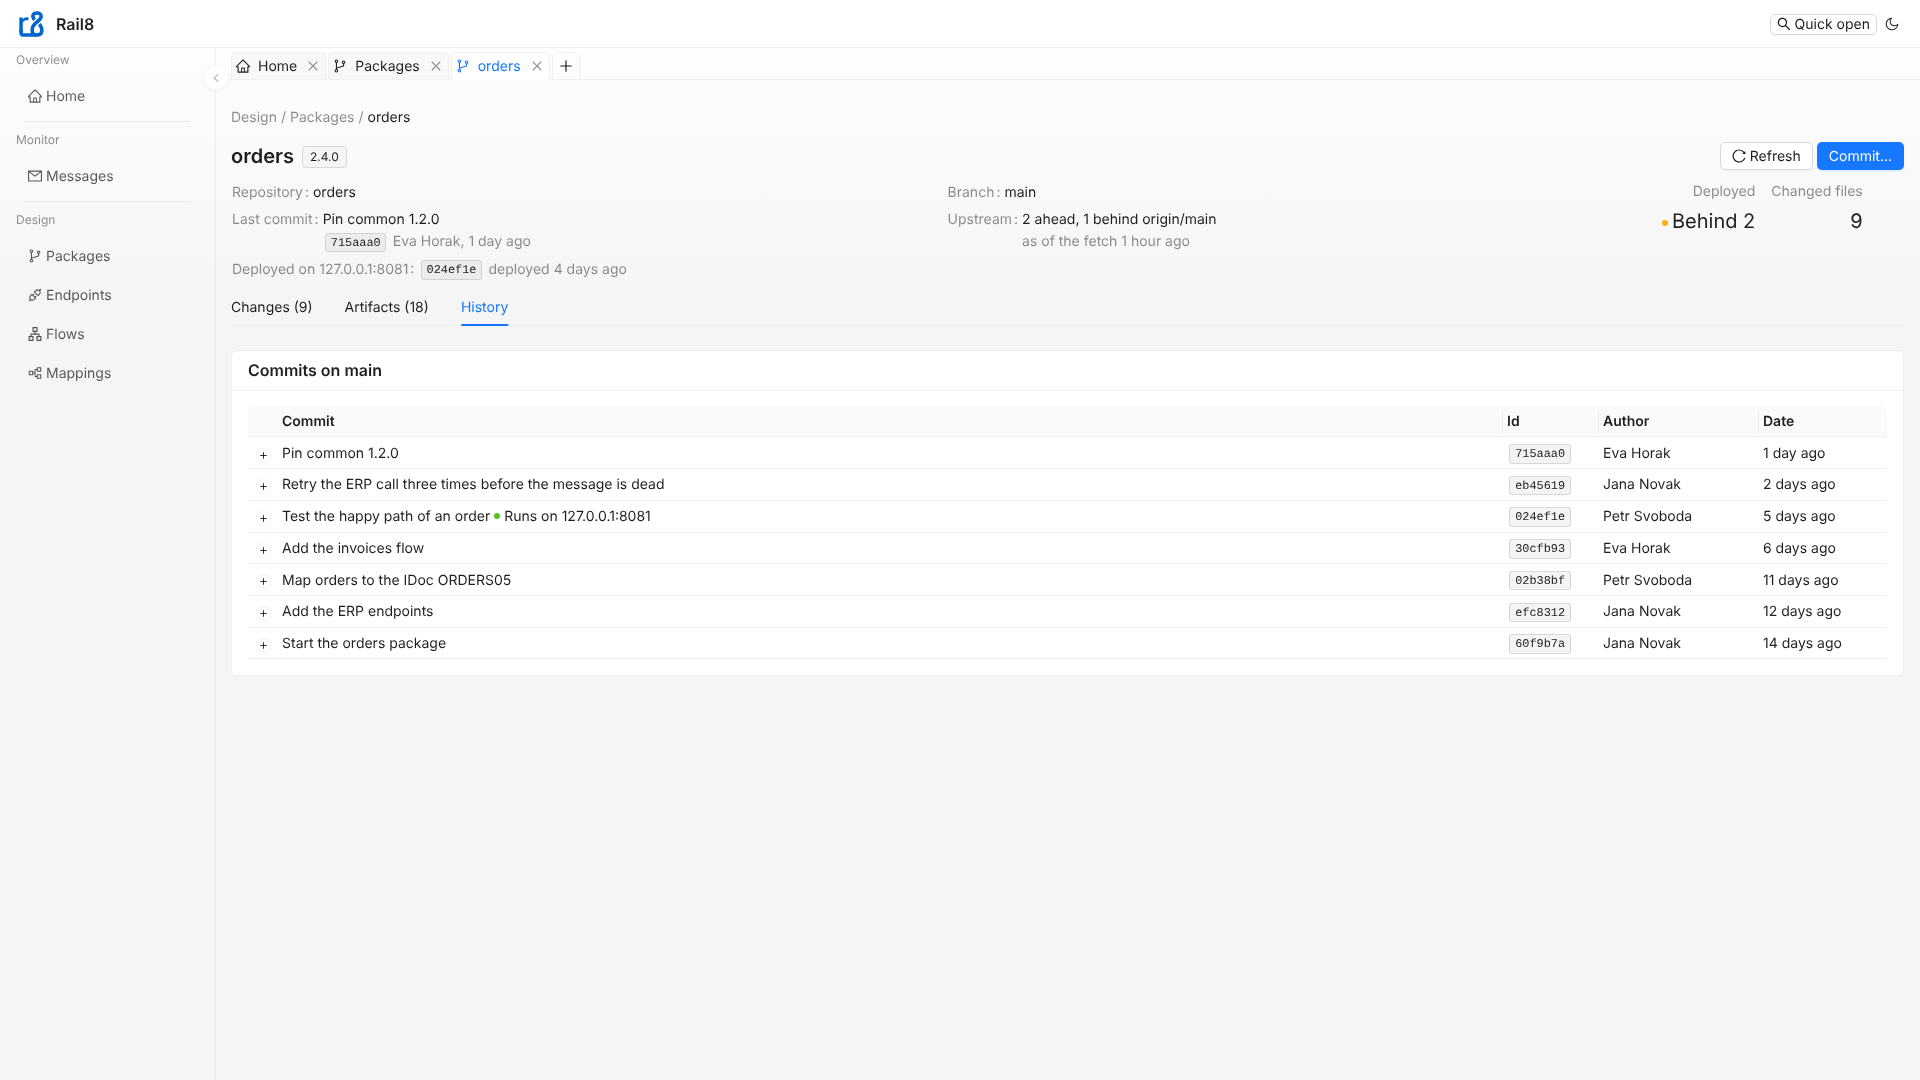 r8 Rail8
Quick open
Overview
Home
Monitor
Messages
Design
Packages
Endpoints
Flows
Mappings
Home
Packages
orders
Design / Packages / orders
orders 2.4.0
Refresh
Commit...
Repository: orders
Branch: main
Deployed
Changed files
Last commit: Pin common 1.2.0
Upstream: 2 ahead, 1 behind origin/main
Behind 2
9
715aaa0 Eva Horak, 1 day ago
as of the fetch 1 hour ago
Deployed on 127.0.0.1:8081: 024ef1e deployed 4 days ago
Changes (9)
Artifacts (18)
History
Commits on main
Commit Id Author Date
+ Pin common 1.2.0 715aaa0 Eva Horak 1 day ago
+ Retry the ERP call three times before the message is dead eb45619 Jana Novak 2 days ago
+ Test the happy path of an order Runs on 127.0.0.1:8081 024ef1e Petr Svoboda 5 days ago
+ Add the invoices flow 30cfb93 Eva Horak 6 days ago
+ Map orders to the IDoc ORDERS05 02b38bf Petr Svoboda 11 days ago
+ Add the ERP endpoints efc8312 Jana Novak 12 days ago
+ Start the orders package 60f9b7a Jana Novak 14 days ago